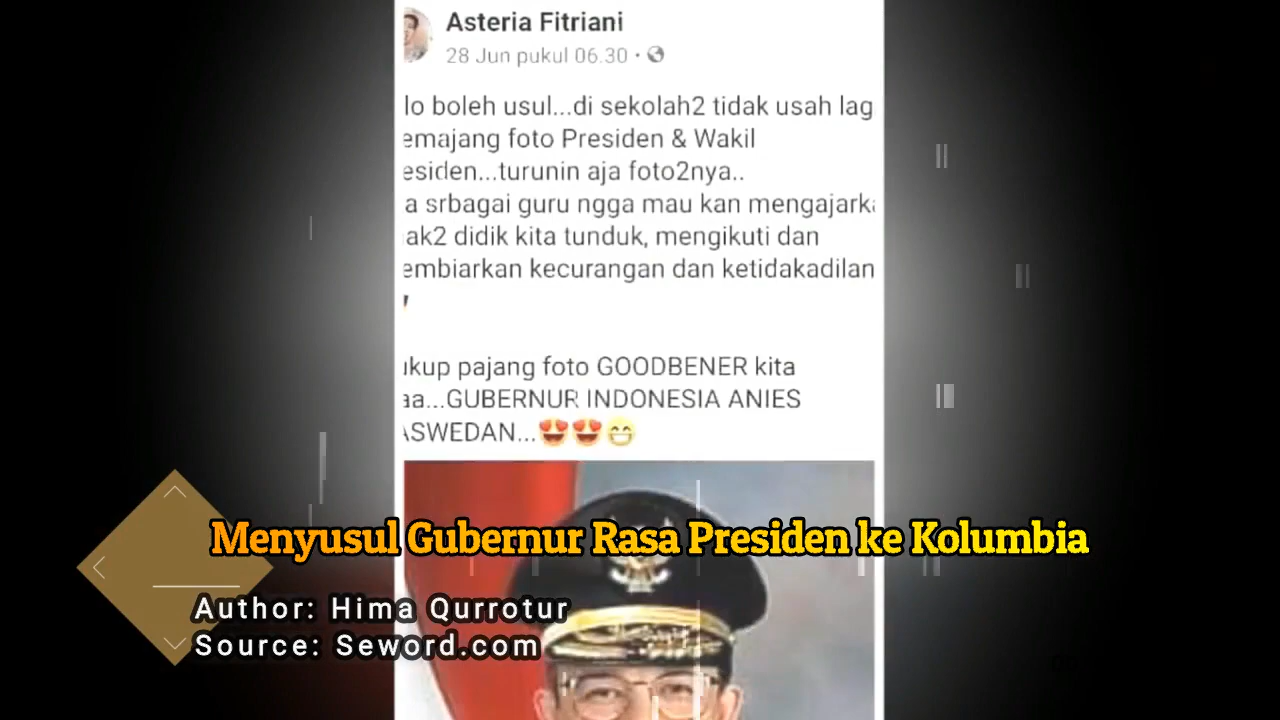 Asteria Fitriani
28 Jun pukul 06.30
lo boleh usul...di sekolah2 tidak usah lag
emajang foto Presiden & Wakil
esiden...turunin aja foto2nya..
a srbagai guru ngga mau kan mengajarka
ak2 didik kita tunduk, mengikuti dan
embiarkan kecurangan dan ketidakadilan
kup pajang foto GOODBENER kita
aa...GUBERNUR INDONESIA ANIES
ASWEDAN...😍😍😁
Menyusul Gubernur Rasa Presiden ke Kolumbia
Author: Hima Qurrotur
Source: Seword.com